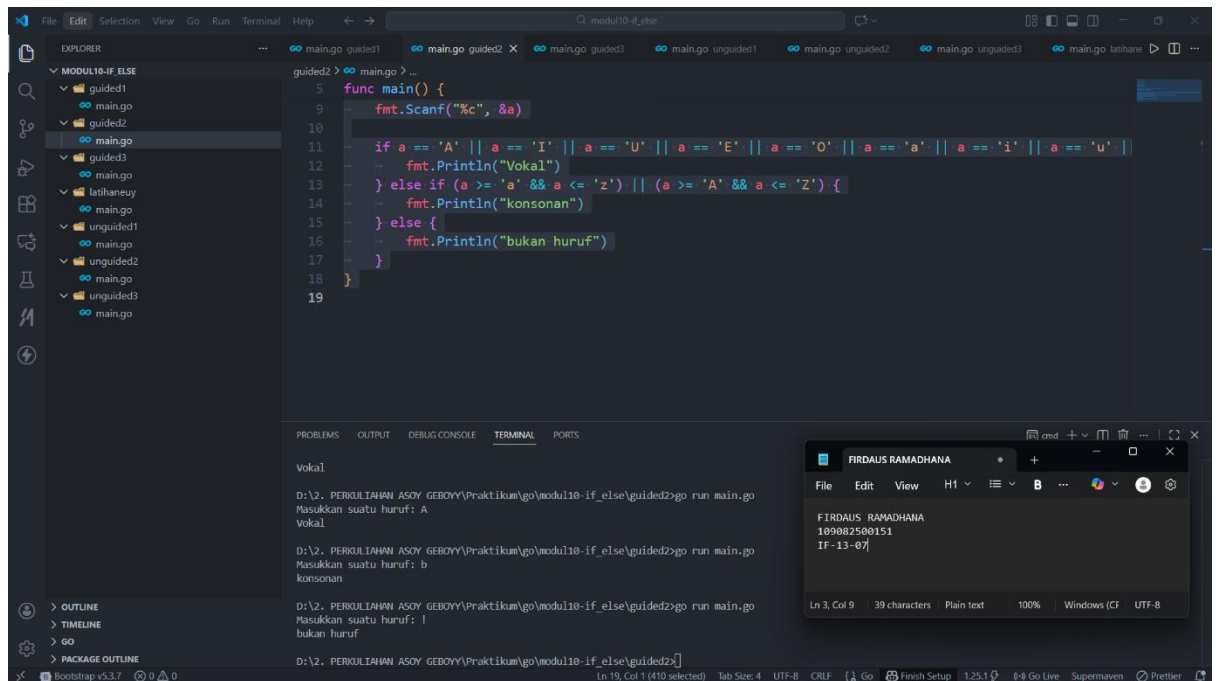 File Edit Selection View Go Run Terminal Help
modul10-if_else
EXPLORER
MODUL10-IF_ELSE
guided1
main.go
guided2
main.go
guided3
main.go
latihaneuy
main.go
unguided1
main.go
unguided2
main.go
unguided3
main.go
OUTLINE
TIMELINE
GO
PACKAGE OUTLINE
main.go guided1 main.go guided2 main.go guided3 main.go unguided1 main.go unguided2 main.go unguided3 main.go latihane
guided2 > main.go > ...
5 func main() {
9 fmt.Scanf("%c", &a)
10
11 if a == 'A' || a == 'I' || a == 'U' || a == 'E' || a == 'O' || a == 'a' || a == 'i' || a == 'u' ||
12 fmt.Println("Vokal")
13 } else if (a >= 'a' && a <= 'z') || (a >= 'A' && a <= 'Z') {
14 fmt.Println("konsonan")
15 } else {
16 fmt.Println("bukan huruf")
17 }
18 }
19
PROBLEMS OUTPUT DEBUG CONSOLE TERMINAL PORTS
cmd
Vokal
D:\2. PERKULIAHAN ASOY GEBOYY\Praktikum\go\modul10-if_else\guided2>go run main.go
Masukkan suatu huruf: A
Vokal
D:\2. PERKULIAHAN ASOY GEBOYY\Praktikum\go\modul10-if_else\guided2>go run main.go
Masukkan suatu huruf: b
konsonan
D:\2. PERKULIAHAN ASOY GEBOYY\Praktikum\go\modul10-if_else\guided2>go run main.go
Masukkan suatu huruf: !
bukan huruf
D:\2. PERKULIAHAN ASOY GEBOYY\Praktikum\go\modul10-if_else\guided2>
FIRDAUS RAMADHANA
File Edit View H1 B ...
FIRDAUS RAMADHANA
109082500151
IF-13-07
Ln 3, Col 9 39 characters Plain text 100% Windows (CF UTF-8
Bootstrap v5.3.7 0 0 Ln 19, Col 1 (410 selected) Tab Size: 4 UTF-8 CRLF Go Finish Setup 1.25.1 Go Live Supermaven Prettier